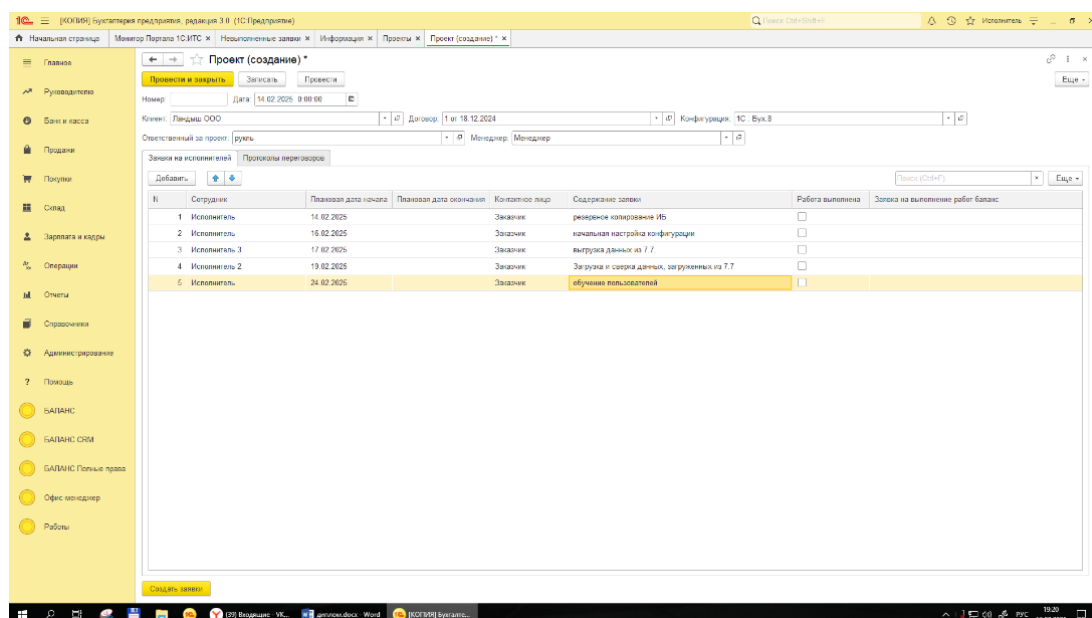 [КОПИЯ] Бухгалтерия предприятия, редакция 3.0 (1С:Предприятие)
Поиск Ctrl+Shift+F
Исполнитель
Начальная страница
Монитор Портала 1С:ИТС ×
Невыполненные заявки ×
Информация ×
Проекты ×
Проект (создание) * ×
Главное
Руководителю
Банк и касса
Продажи
Покупки
Склад
Зарплата и кадры
Операции
Отчеты
Справочники
Администрирование
Помощь
БАЛАНС
БАЛАНС CRM
БАЛАНС Полные права
Офис менеджер
Работы
Проект (создание) *
Провести и закрыть Записать Провести Еще
Номер: Дата: 14.02.2025 0:00:00
Клиент: Ландыш ООО Договор: 1 от 18.12.2024 Конфигурация: 1С : Бух.8
Ответственный за проект: рукль Менеджер: Менеджер
Заявки на исполнителей Протоколы переговоров
Добавить Поиск (Ctrl+F) × Еще
N Сотрудник Плановая дата начала Плановая дата окончания Контактное лицо Содержание заявки Работа выполнена Заявка на выполнение работ баланс
1 Исполнитель 14.02.2025 Заказчик резервное копирование ИБ
2 Исполнитель 16.02.2025 Заказчик начальная настройка конфигурации
3 Исполнитель 3 17.02.2025 Заказчик выгрузка данных из 7.7
4 Исполнитель 2 19.02.2025 Заказчик Загрузка и сверка данных, загруженных из 7.7
5 Исполнитель 24.02.2025 Заказчик обучение пользователей
Создать заявки
(39) Входящие - VK...
диплом.docx - Word
[КОПИЯ] Бухгалте...
РУС
19:20